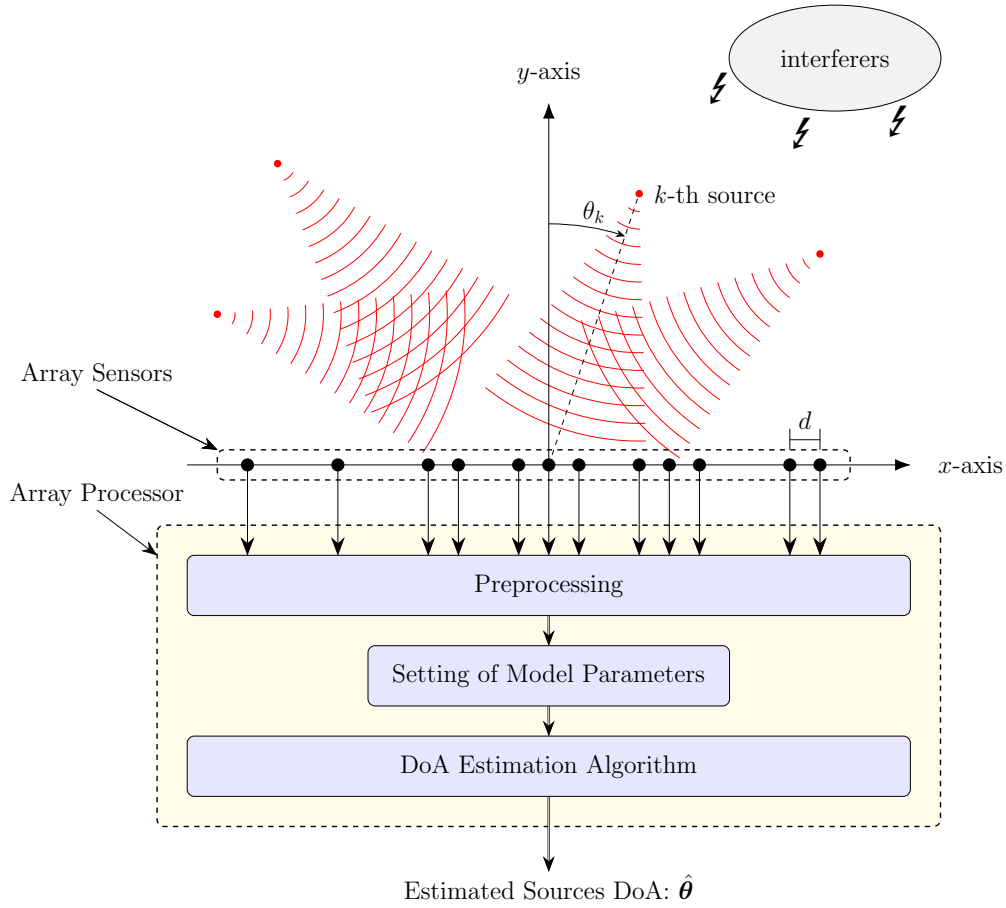 interferers
y-axis
k-th source
θₖ
Array Sensors
d
x-axis
Array Processor
Preprocessing
Setting of Model Parameters
DoA Estimation Algorithm
Estimated Sources DoA: θ̂